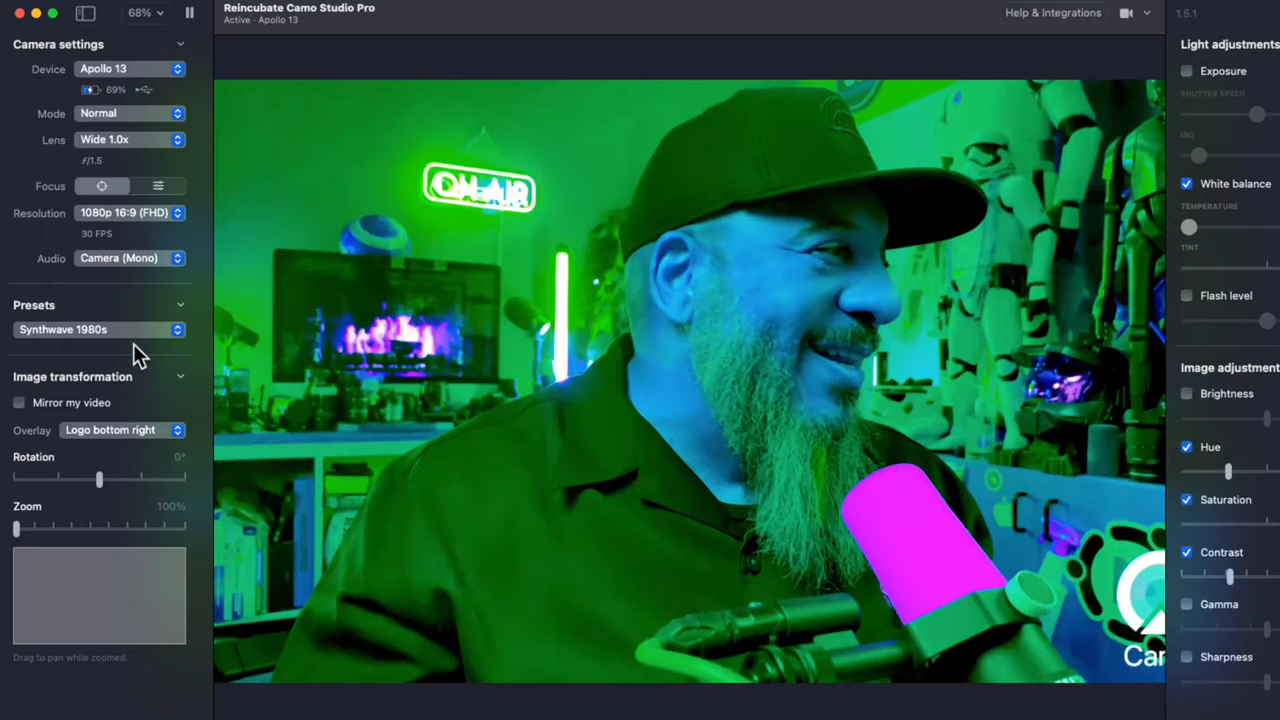 68%
Reincubate Camo Studio Pro
Active · Apollo 13
Help & Integrations
1.5.1
Camera settings
Device Apollo 13
69%
Mode Normal
Lens Wide 1.0x
ƒ/1.5
Focus
Resolution 1080p 16:9 (FHD)
30 FPS
Audio Camera (Mono)
Presets
Synthwave 1980s
Image transformation
Mirror my video
Overlay Logo bottom right
Rotation 0°
Zoom 100%
Drag to pan while zoomed.
ON AIR
Light adjustments
Exposure
SHUTTER SPEED
ISO
White balance
TEMPERATURE
TINT
Flash level
Image adjustment
Brightness
Hue
Saturation
Contrast
Gamma
Sharpness